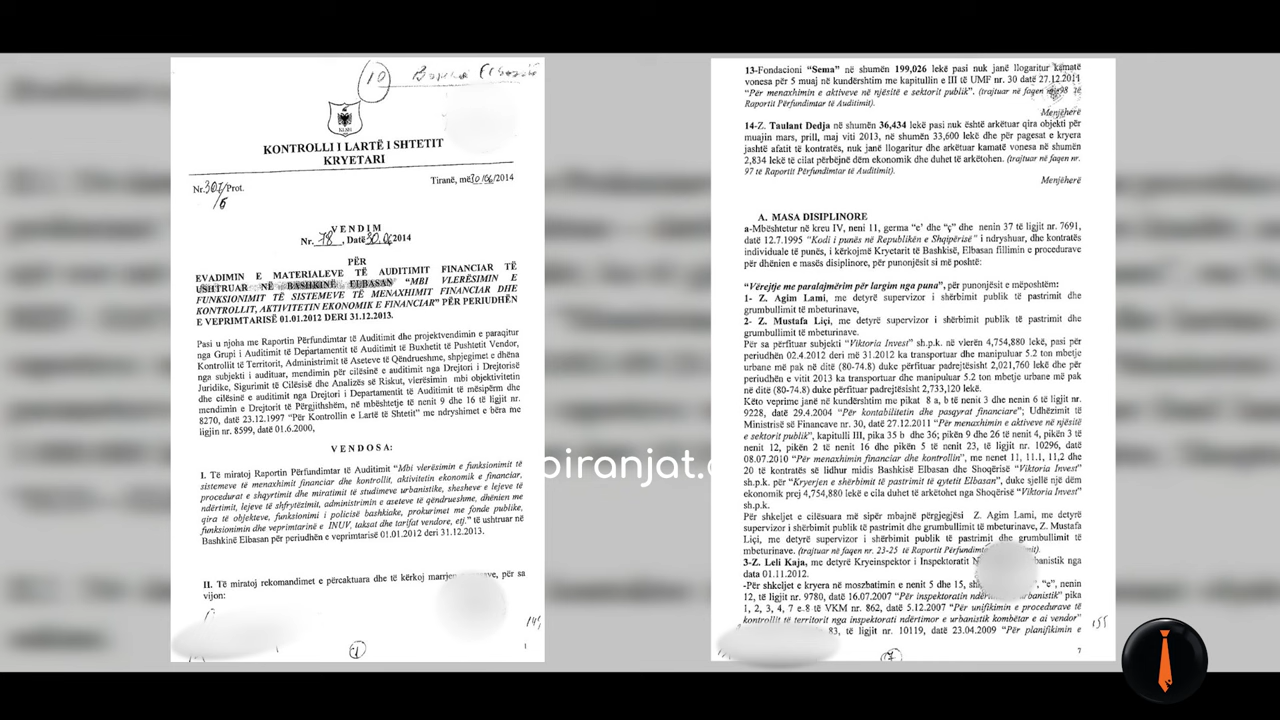 10 Bashkia Elbasan
KLSH
KONTROLLI I LARTË I SHTETIT
KRYETARI
Nr.307/Prot.
/6
Tiranë, më30/06/2014
VENDIM
Nr. 78, Datë30.06 2014
PËR
EVADIMIN E MATERIALEVE TË AUDITIMIT FINANCIAR TË
USHTRUAR NË BASHKINË ELBASAN “MBI VLERËSIMIN E
FUNKSIONIMIT TË SISTEMEVE TË MENAXHIMIT FINANCIAR DHE
KONTROLLIT, AKTIVITETIN EKONOMIK E FINANCIAR” PËR PERIUDHËN
E VEPRIMTARISË 01.01.2012 DERI 31.12.2013.
Pasi u njoha me Raportin Përfundimtar të Auditimit dhe projektvendimin e paraqitur
nga Grupi i Auditimit të Departamentit të Auditimit të Buxhetit të Pushtetit Vendor,
Kontrollit të Territorit, Administrimit të Aseteve të Qëndrueshme, shpjegimet e dhëna
nga subjekti i audituar, mendimin për cilësinë e auditimit nga Drejtori i Drejtorisë
Juridike, Sigurimit të Cilësisë dhe Analizës së Riskut, vlerësimin mbi objektivitetin
dhe cilësinë e auditimit nga Drejtori i Departamentit të Auditimit të mësipërm dhe
mendimin e Drejtorit të Përgjithshëm, në mbështetje të nenit 9 dhe 16 të ligjit nr.
8270, datë 23.12.1997 “Për Kontrollin e Lartë të Shtetit” me ndryshimet e bëra me
ligjin nr. 8599, datë 01.6.2000,
VENDOSA:
I. Të miratoj Raportin Përfundimtar të Auditimit “Mbi vlerësimin e funksionimit të
sistemeve të menaxhimit financiar dhe kontrollit, aktivitetin ekonomik e financiar,
procedurat e shqyrtimit dhe miratimit të studimeve urbanistike, shesheve e lejeve të
ndërtimit, lejeve të shfrytëzimit, administrimin e aseteve të qëndrueshme, dhënien me
qira të objekteve, funksionimi i policisë bashkiake, prokurimet me fonde publike,
funksionimin dhe veprimtarinë e INUV, taksat dhe tarifat vendore, etj.” të ushtruar në
Bashkinë Elbasan për periudhën e veprimtarisë 01.01.2012 deri 31.12.2013.
II. Të miratoj rekomandimet e përcaktuara dhe të kërkoj marrjen
, për sa
vijon:
145
1
1
13-Fondacioni “Sema” në shumën 199,026 lekë pasi nuk janë llogaritur kamatë
vonesa për 5 muaj në kundërshtim me kapitullin e III të UMF nr. 30 datë 27.12.2011
“Për menaxhimin e aktiveve në njësitë e sektorit publik”. (trajtuar në faqen nr.98 të
Raportit Përfundimtar të Auditimit).
Menjëherë
14-Z. Taulant Dedja në shumën 36,434 lekë pasi nuk është arkëtuar qira objekti për
muajin mars, prill, maj viti 2013, në shumën 33,600 lekë dhe për pagesat e kryera
jashtë afatit të kontratës, nuk janë llogaritur dhe arkëtuar kamatë vonesa në shumën
2,834 lekë të cilat përbëjnë dëm ekonomik dhe duhet të arkëtohen. (trajtuar në faqen nr.
97 të Raportit Përfundimtar të Auditimit).
Menjëherë
A. MASA DISIPLINORE
a-Mbështetur në kreu IV, neni 11, germa “e’ dhe “ç” dhe nenin 37 të ligjit nr. 7691,
datë 12.7.1995 “Kodi i punës në Republikën e Shqipërisë” i ndryshuar, dhe kontratës
individuale të punës, i kërkojmë Kryetarit të Bashkisë, Elbasan fillimin e procedurave
për dhënien e masës disiplinore, për punonjësit si më poshtë:
“Vërejtje me paralajmërim për largim nga puna”, për punonjësit e mëposhtëm:
1- Z. Agim Lami, me detyrë supervizor i shërbimit publik të pastrimit dhe
grumbullimit të mbeturinave,
2- Z. Mustafa Liçi, me detyrë supervizor i shërbimit publik të pastrimit dhe
grumbullimit të mbeturinave.
Për sa përfituar subjekti “Viktoria Invest” sh.p.k. në vlerën 4,754,880 lekë, pasi për
periudhën 02.4.2012 deri më 31.2012 ka transportuar dhe manipuluar 5.2 ton mbetje
urbane më pak në ditë (80-74.8) duke përfituar padrejtësisht 2,021,760 lekë dhe për
periudhën e vitit 2013 ka transportuar dhe manipuluar 5.2 ton mbetje urbane më pak
në ditë (80-74.8) duke përfituar padrejtësisht 2,733,120 lekë.
Këto veprime janë në kundërshtim me pikat 8 a, b të nenit 3 dhe nenin 6 të ligjit nr.
9228, datë 29.4.2004 “Për kontabilitetin dhe pasqyrat financiare”; Udhëzimit të
Ministrisë së Financave nr. 30, datë 27.12.2011 “Për menaxhimin e aktiveve në njësitë
e sektorit publik”, kapitulli III, pika 35 b dhe 36; pikën 9 dhe 26 të nenit 4, pikën 3 të
nenit 12, pikën 2 të nenit 16 dhe pikën 5 të nenit 23, të ligjit nr. 10296, datë
08.07.2010 “Për menaxhimin financiar dhe kontrollin”, me nenet 11, 11.1, 11,2 dhe
20 të kontratës së lidhur midis Bashkisë Elbasan dhe Shoqërisë “Viktoria Invest”
sh.p.k. për “Kryerjen e shërbimit të pastrimit të qytetit Elbasan”, duke sjellë një dëm
ekonomik prej 4,754,880 lekë e cila duhet të arkëtohet nga Shoqërisë “Viktoria Invest”
sh.p.k.
Për shkeljet e cilësuara më sipër mbajnë përgjegjësi Z. Agim Lami, me detyrë
supervizor i shërbimit publik të pastrimit dhe grumbullimit të mbeturinave, Z. Mustafa
Liçi, me detyrë supervizor i shërbimit publik të pastrimit dhe grumbullimit të
mbeturinave. (trajtuar në faqen nr. 23-25 të Raportit Përfundimt
3-Z. Leli Kaja, me detyrë Kryeinspektor i Inspektoratit
data 01.11.2012.
-Për shkeljet e kryera në moszbatimin e nenit 5 dhe 15,
“e”, nenin
12, të ligjit nr. 9780, datë 16.07.2007 “Për inspektoratin
pika
1, 2, 3, 4, 7 e 8 të VKM nr. 862, datë 5.12.2007 “Për unifikimin e procedurave të
kontrollit të territorit nga inspektorati ndërtimor e urbanistik kombëtar e ai vendor”
83, të ligjit nr. 10119, datë 23.04.2009 “Për planifikimin e
155
7
7
piranjat.